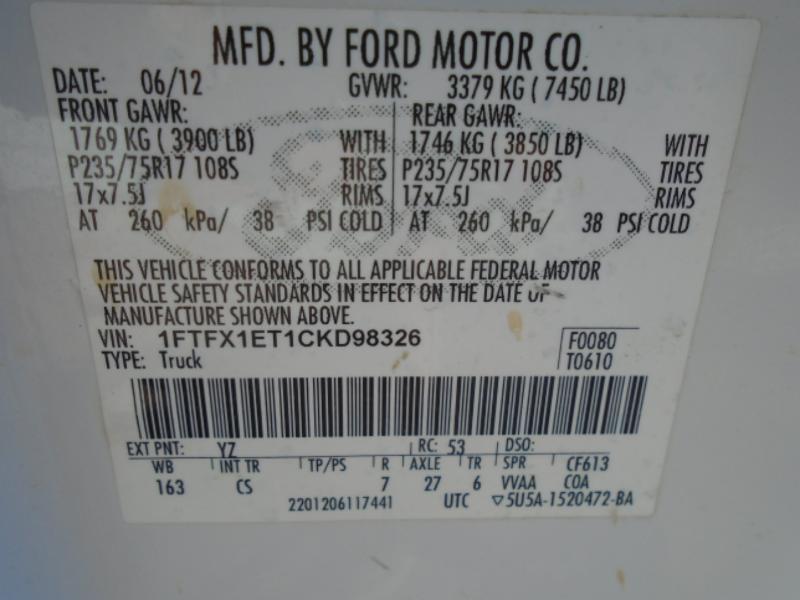 MFD. BY FORD MOTOR CO.
DATE: 06/12 GVWR: 3379 KG ( 7450 LB)
FRONT GAWR: REAR GAWR:
1769 KG ( 3900 LB) WITH 1746 KG ( 3850 LB) WITH
P235/75R17 108S TIRES P235/75R17 108S TIRES
17x7.5J RIMS 17x7.5J RIMS
AT 260 kPa/ 38 PSI COLD AT 260 kPa/ 38 PSI COLD
THIS VEHICLE CONFORMS TO ALL APPLICABLE FEDERAL MOTOR
VEHICLE SAFETY STANDARDS IN EFFECT ON THE DATE OF
MANUFACTURE SHOWN ABOVE.
VIN: 1FTFX1ET1CKD98326 F0080
TYPE: Truck T0610
EXT PNT: YZ RC: 53 DSO:
WB INT TR TP/PS R AXLE TR SPR CF613
163 CS 7 27 6 VVAA COA
2201206117441 UTC ▽5U5A-1520472-BA
Ford